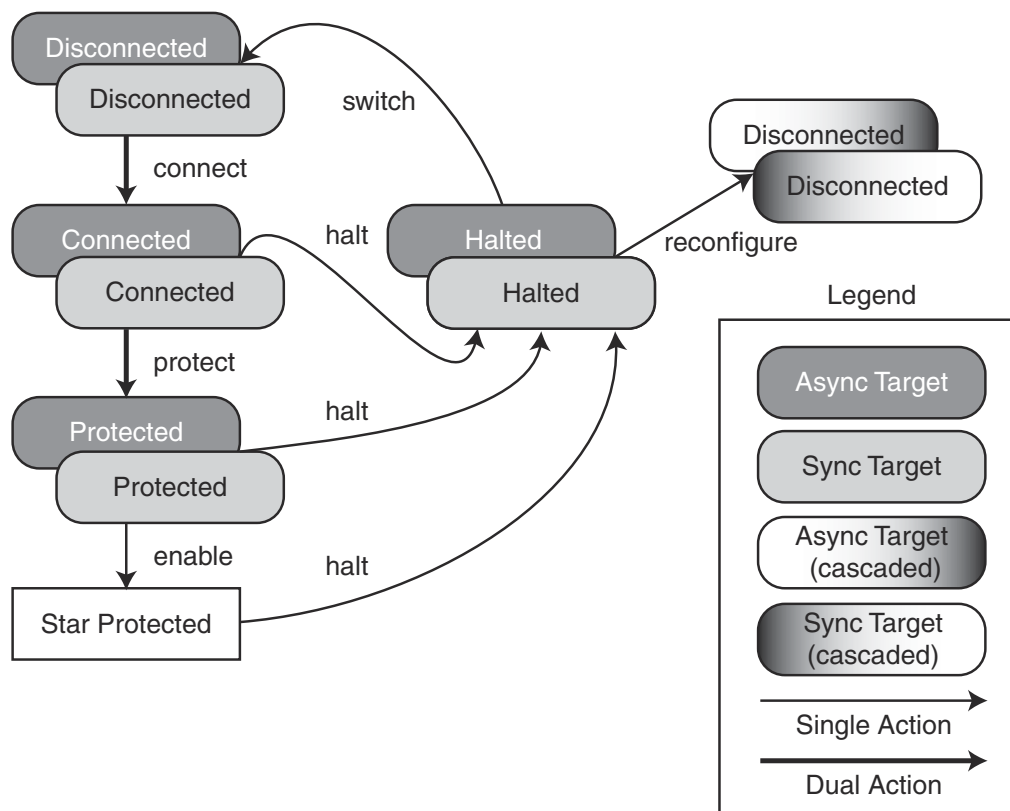 Disconnected
Disconnected
switch
connect
Disconnected
Disconnected
Connected
Connected
halt
Halted
Halted
reconfigure
protect
Protected
Protected
halt
enable
Star Protected
halt
Legend
Async Target
Sync Target
Async Target
(cascaded)
Sync Target
(cascaded)
Single Action
Dual Action